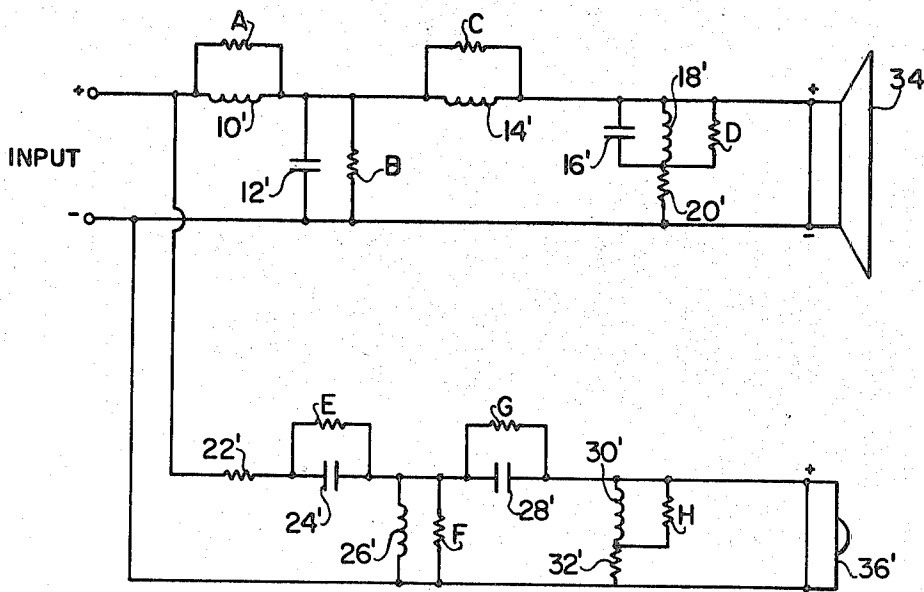 A
C
34
+
10'
14'
18'
INPUT
12'
B
16'
D
20'
-
+
-
E
G
22'
24'
26'
F
28'
30'
H
32'
+
-
36'